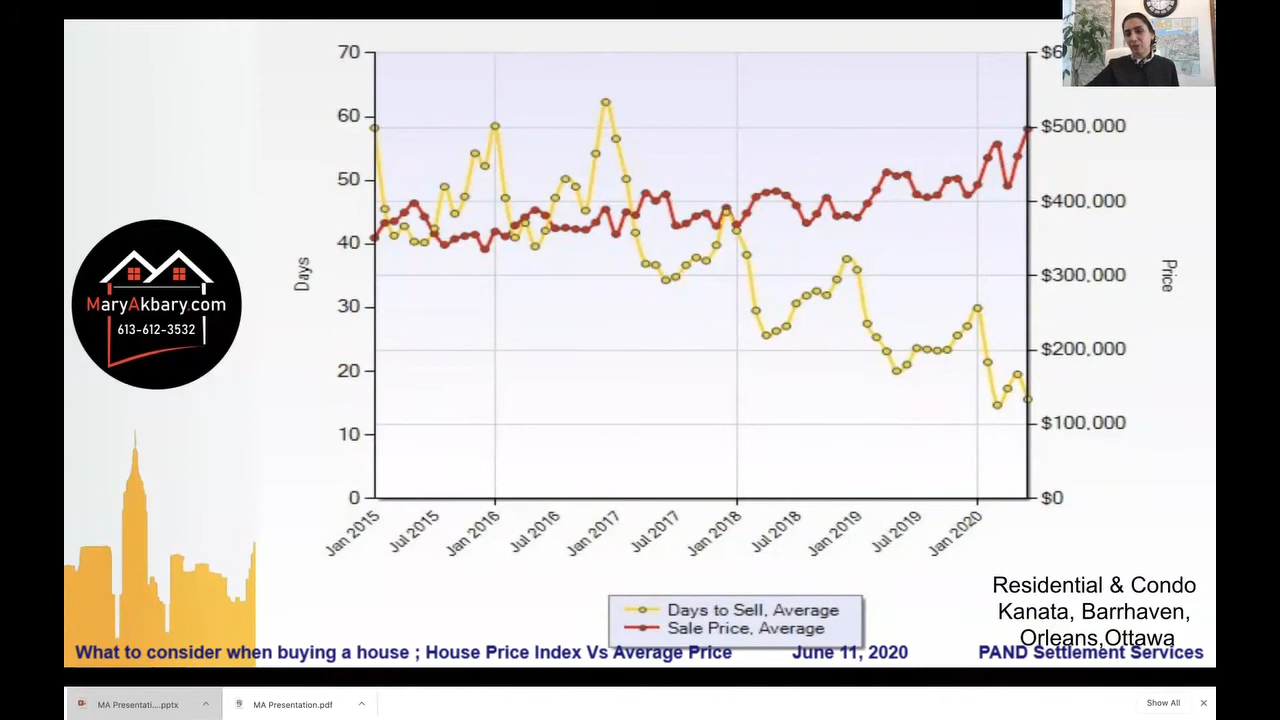 70
60
50
40
30
20
10
0
Days
$6
$500,000
$400,000
$300,000
$200,000
$100,000
$0
Price
Jan 2015
Jul 2015
Jan 2016
Jul 2016
Jan 2017
Jul 2017
Jan 2018
Jul 2018
Jan 2019
Jul 2019
Jan 2020
Days to Sell, Average
Sale Price, Average
MaryAkbary.com
613-612-3532
Residential & Condo
Kanata, Barrhaven,
Orleans,Ottawa
What to consider when buying a house ; House Price Index Vs Average Price June 11, 2020 PAND Settlement Services
MA Presentati....pptx
MA Presentation.pdf
Show All